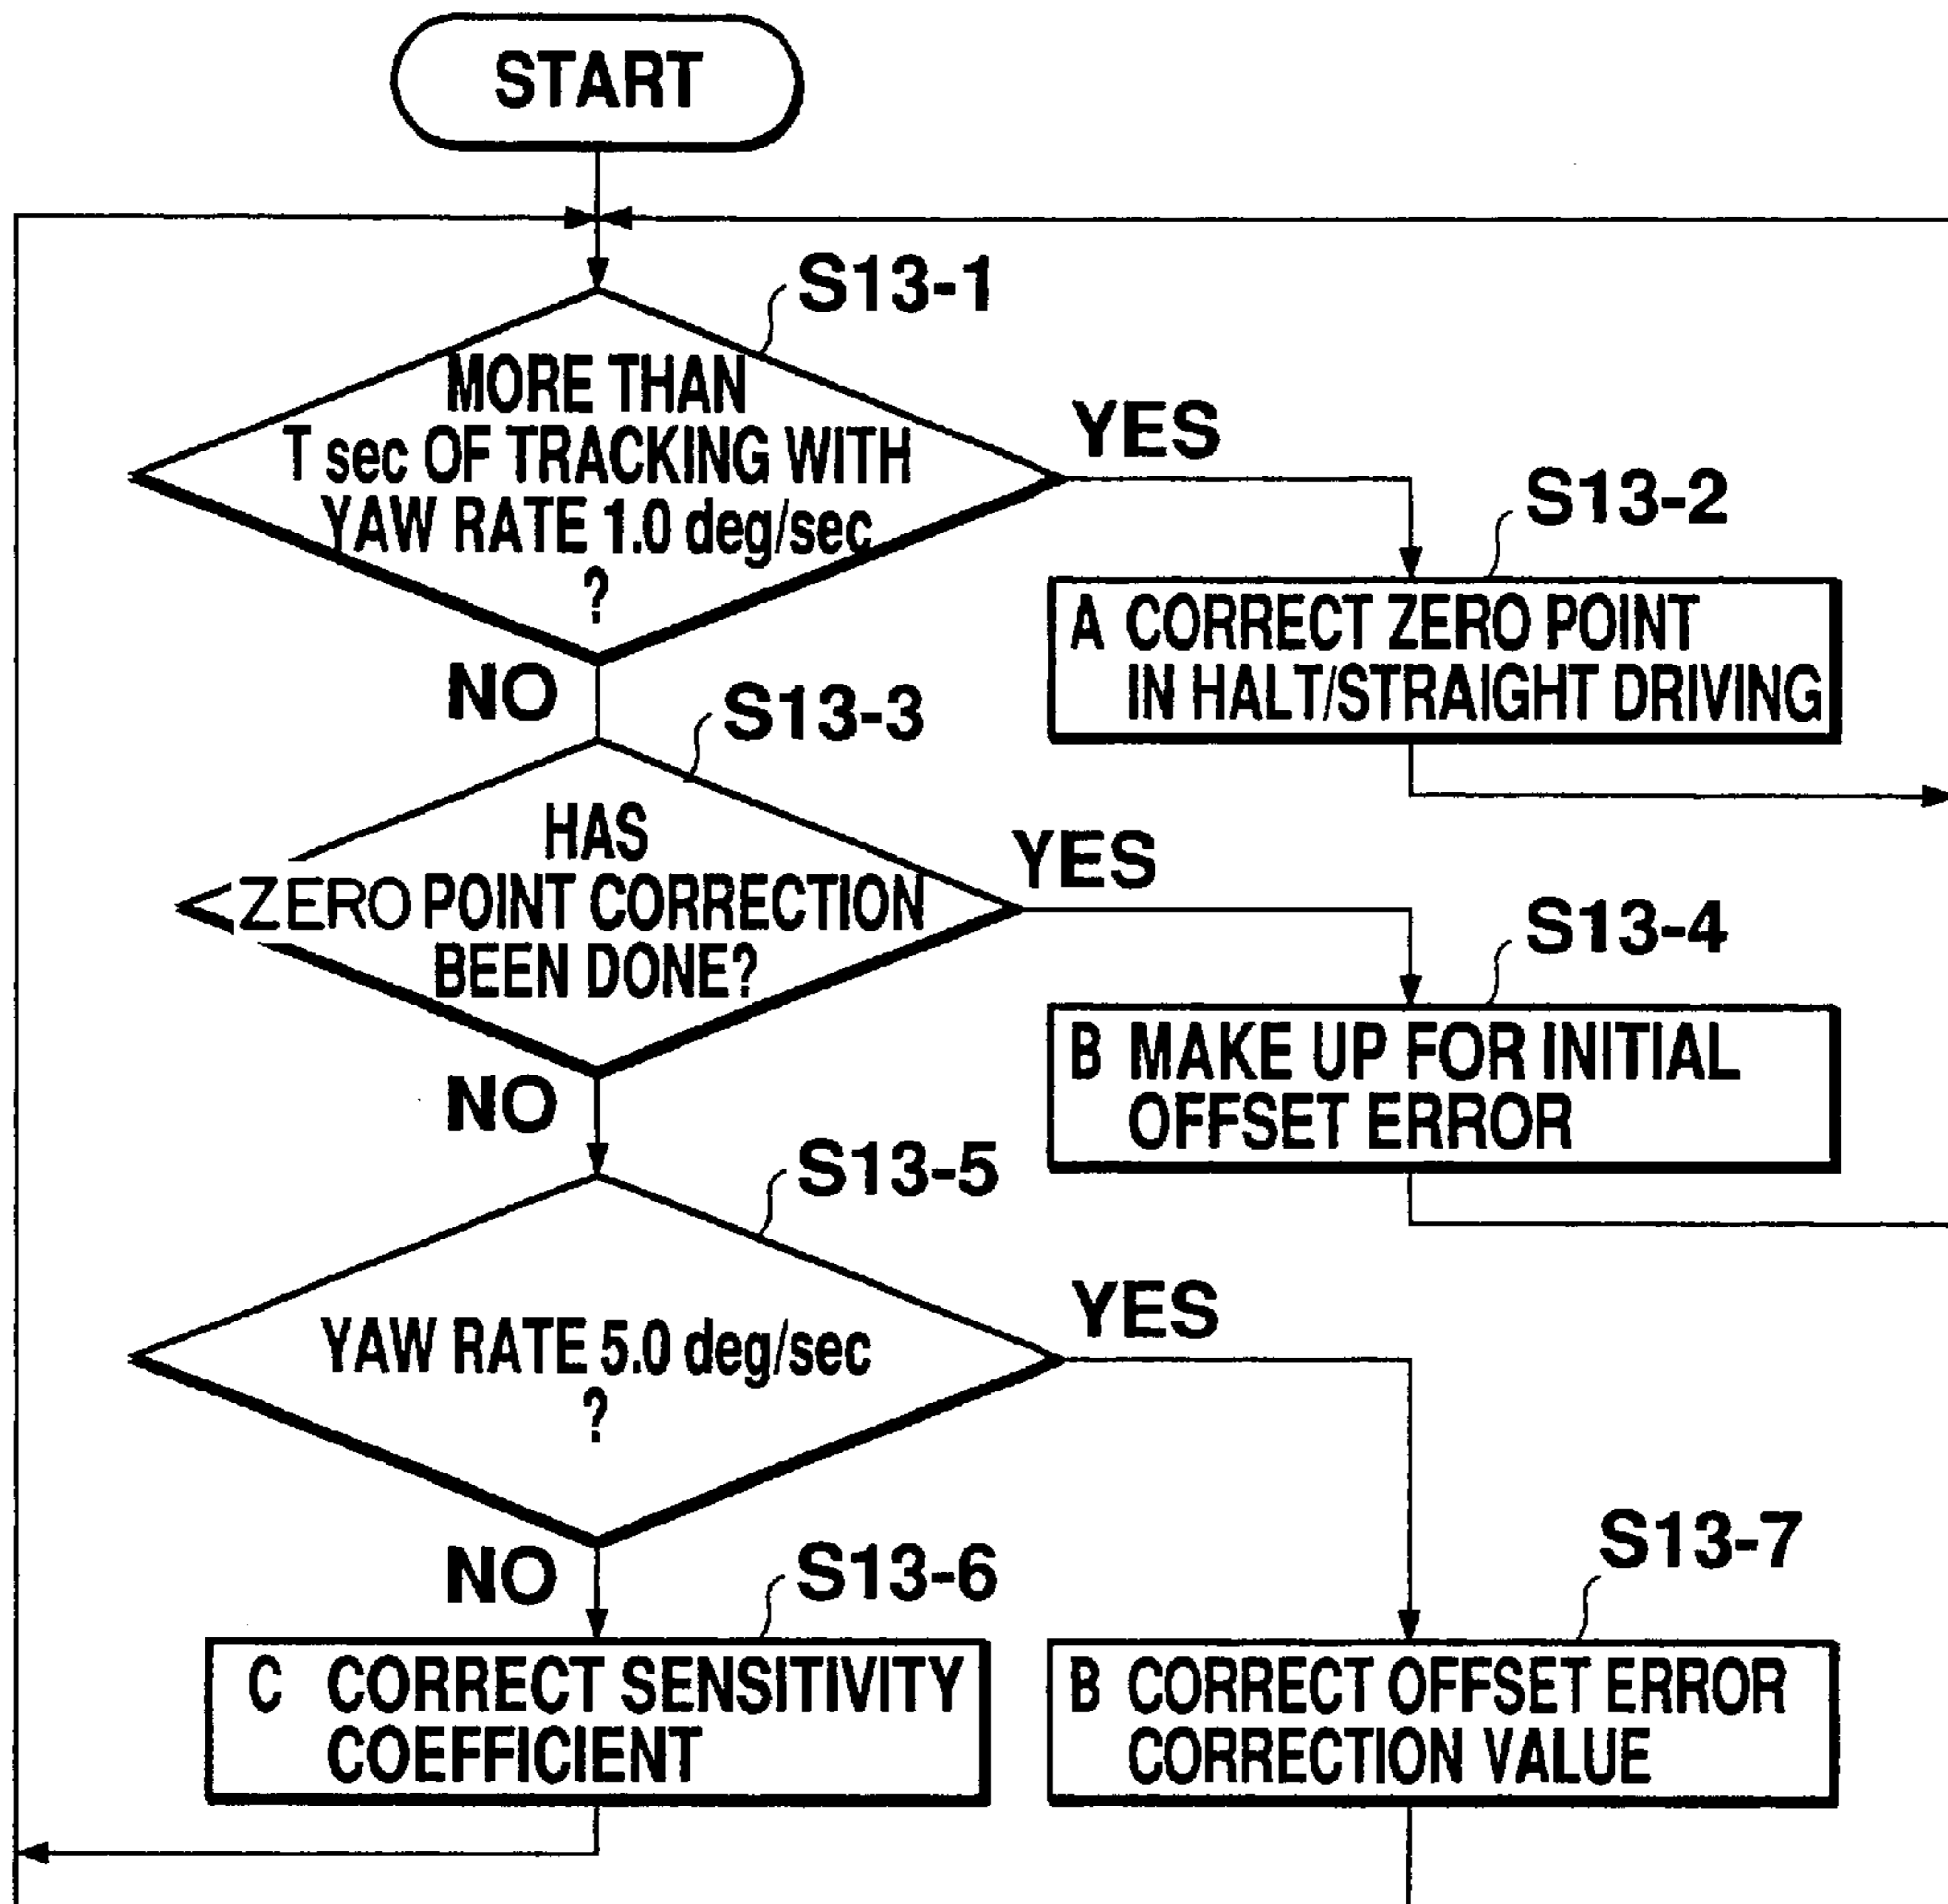 START
S13-1
MORE THAN
T sec OF TRACKING WITH
YAW RATE 1.0 deg/sec
?
YES
NO
S13-2
A CORRECT ZERO POINT
IN HALT/STRAIGHT DRIVING
S13-3
HAS
ZERO POINT CORRECTION
BEEN DONE?
YES
NO
S13-4
B MAKE UP FOR INITIAL
OFFSET ERROR
S13-5
YAW RATE 5.0 deg/sec
?
YES
NO
S13-6
C CORRECT SENSITIVITY
COEFFICIENT
S13-7
B CORRECT OFFSET ERROR
CORRECTION VALUE